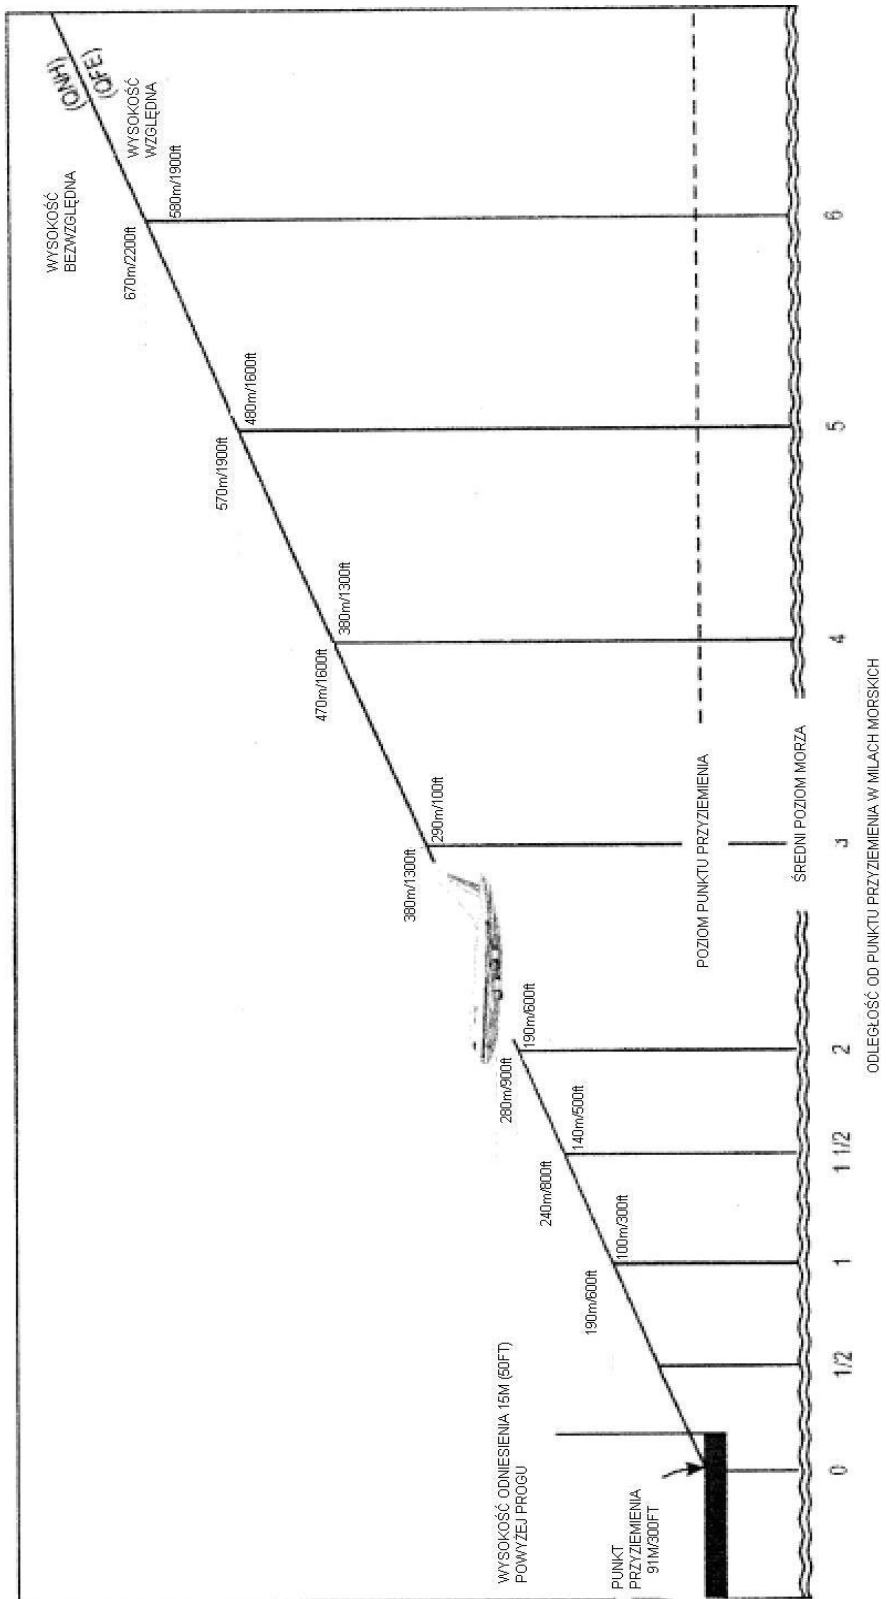 (QNH)
(QFE)
WYSOKOŚĆ
BEZWZGLĘDNA
WYSOKOŚĆ
WZGLĘDNA
670m/2200ft
580m/1900ft
570m/1900ft
480m/1600ft
470m/1600ft
380m/1300ft
380m/1300ft
290m/100ft
280m/900ft
190m/600ft
240m/800ft
140m/500ft
190m/600ft
100m/300ft
WYSOKOŚĆ ODNIESIENIA 15M (50FT)
POWYŻEJ PROGU
PUNKT
PRZYZIEMIENIA
91M/300FT
POZIOM PUNKTU PRZYZIEMIENIA
ŚREDNI POZIOM MORZA
0 1/2 1 1 1/2 2 3 4 5 6
ODLEGŁOŚĆ OD PUNKTU PRZYZIEMIENIA W MILACH MORSKICH